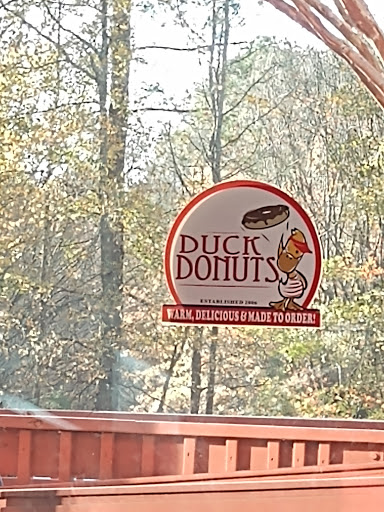 DUCK
DONUTS
ESTABLISHED 2006
WARM, DELICIOUS & MADE TO ORDER!